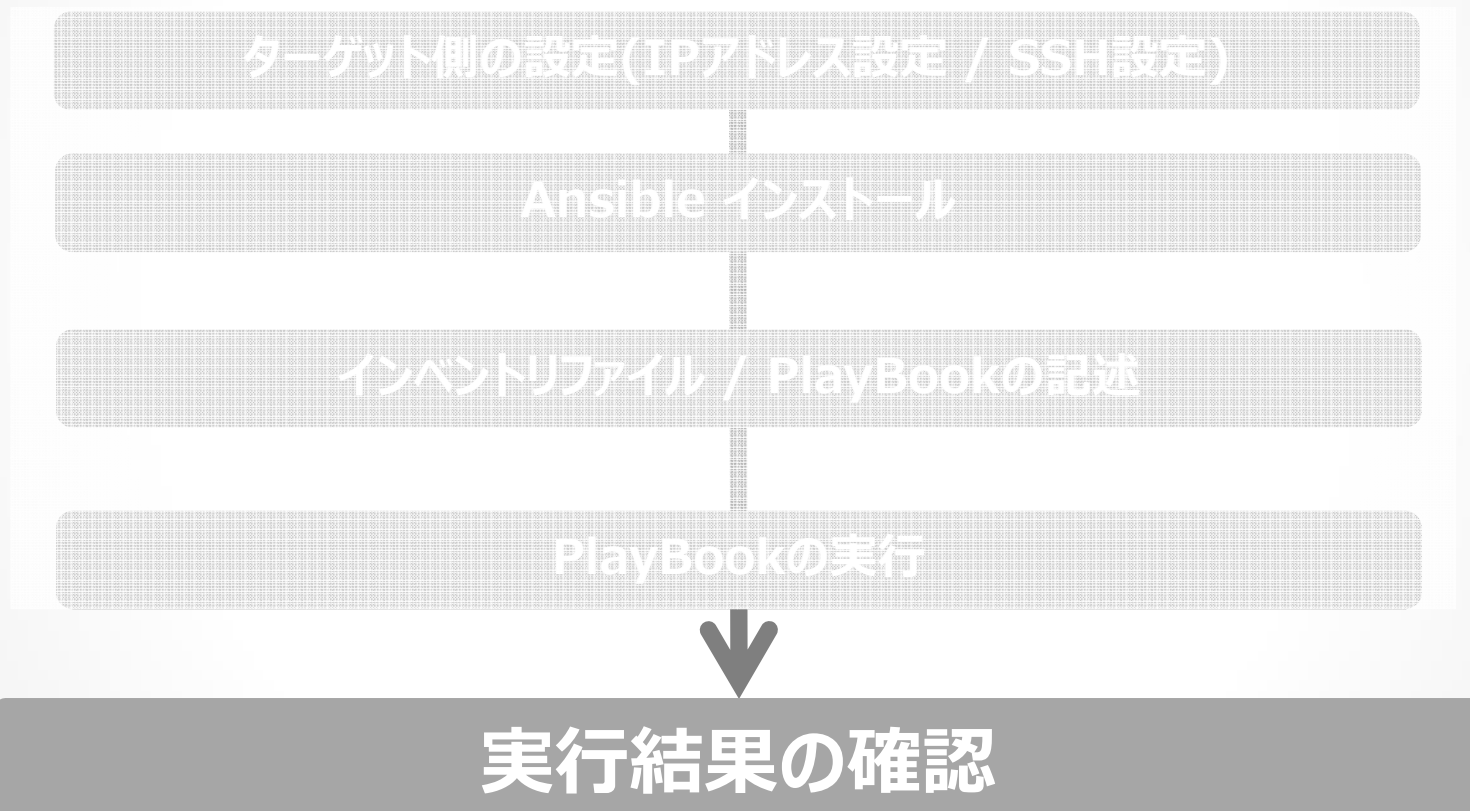 ターゲット側の設定(IPアドレス設定 / SSH設定)
Ansible インストール
インベントリファイル / PlayBookの記述
PlayBookの実行
実行結果の確認